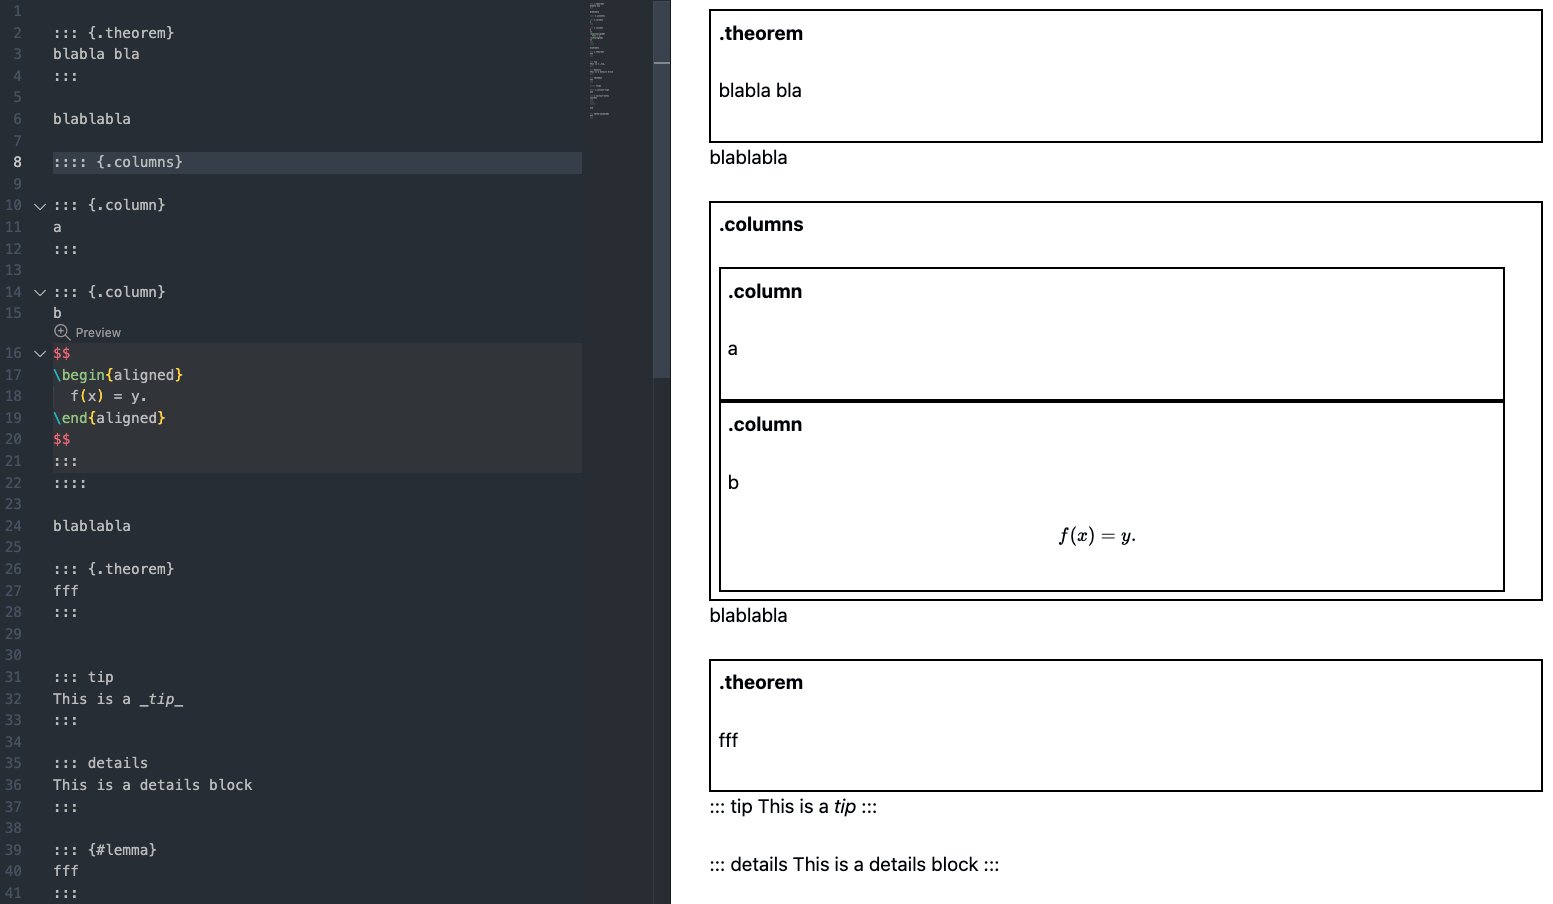 1
2 ::: {.theorem}
3 blabla bla
4 :::
5
6 blablabla
7
8 :::: {.columns}
9
10 ::: {.column}
11 a
12 :::
13
14 ::: {.column}
15 b
Preview
16 $$
17 \begin{aligned}
18 f(x) = y.
19 \end{aligned}
20 $$
21 :::
22 ::::
23
24 blablabla
25
26 ::: {.theorem}
27 fff
28 :::
29
30
31 ::: tip
32 This is a _tip_
33 :::
34
35 ::: details
36 This is a details block
37 :::
38
39 ::: {#lemma}
40 fff
41 :::
.theorem
blabla bla
blablabla
.columns
.column
a
.column
b
f(x) = y.
blablabla
.theorem
fff
::: tip This is a tip :::
::: details This is a details block :::